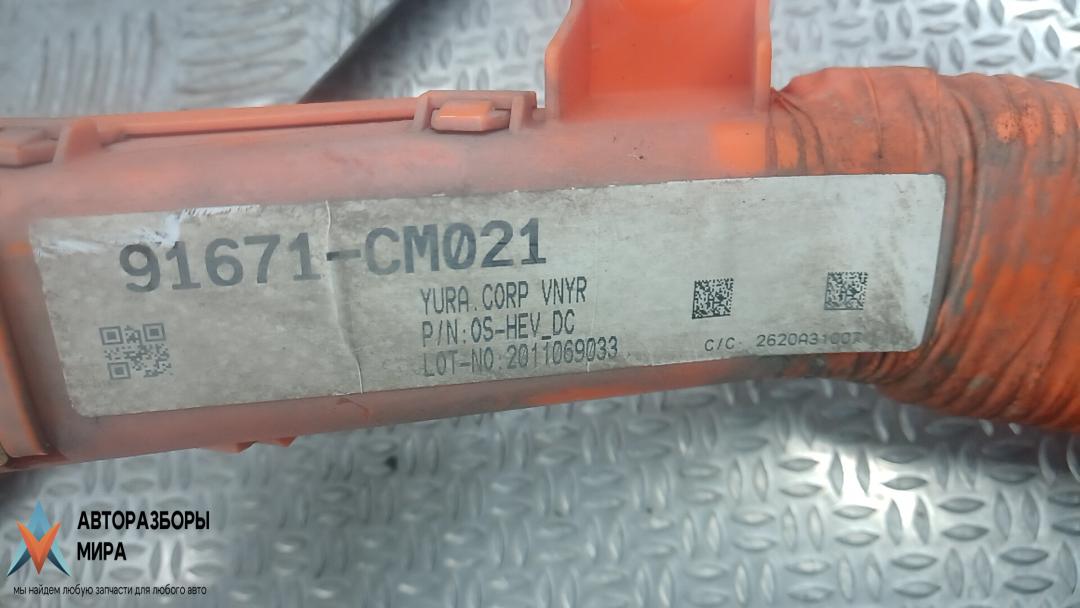 91671-CM021
YURA.CORP VNYR
P/N:OS-HEV_DC
LOT-NO:2011069033
C/C 2620A31007
АВТОРАЗБОРЫ
МИРА
мы найдем любую запчасти для любого авто